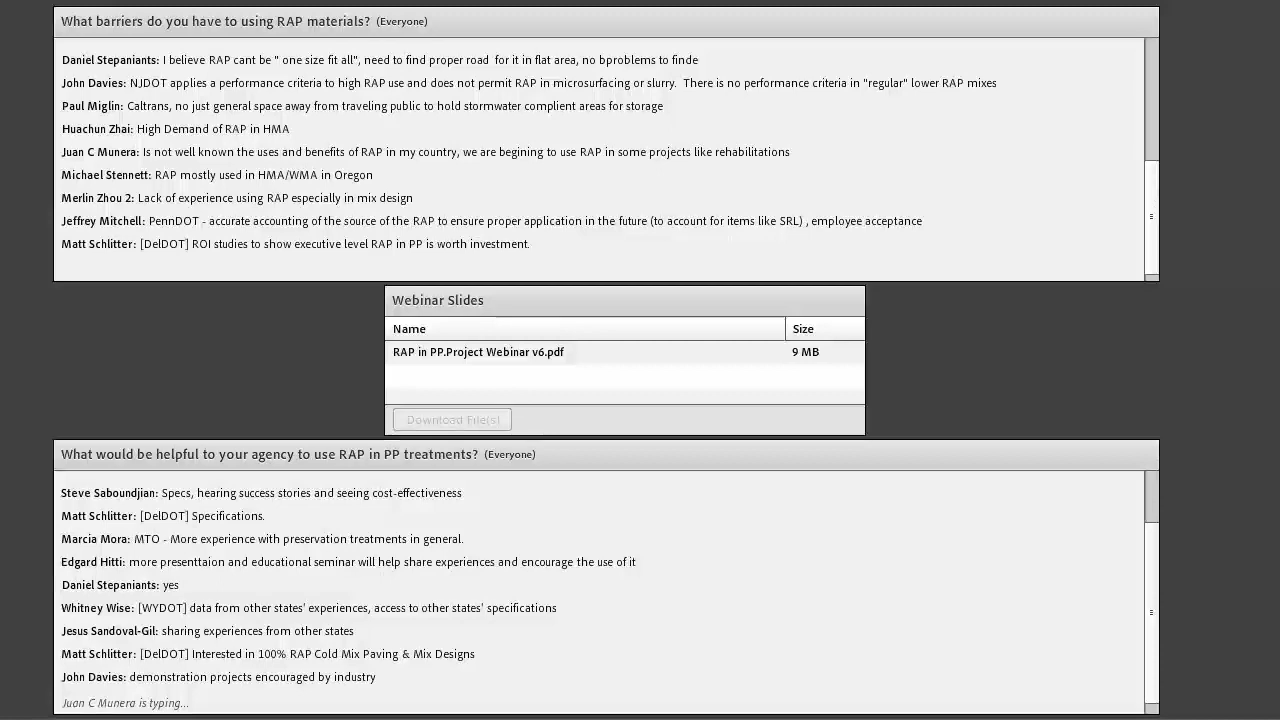 What barriers do you have to using RAP materials? (Everyone)
Daniel Stepaniants: I believe RAP cant be " one size fit all", need to find proper road  for it in flat area, no bproblems to finde
John Davies: NJDOT applies a performance criteria to high RAP use and does not permit RAP in microsurfacing or slurry.  There is no performance criteria in "regular" lower RAP mixes
Paul Miglin: Caltrans, no just general space away from traveling public to hold stormwater complient areas for storage
Huachun Zhai: High Demand of RAP in HMA
Juan C Munera: Is not well known the uses and benefits of RAP in my country, we are begining to use RAP in some projects like rehabilitations
Michael Stennett: RAP mostly used in HMA/WMA in Oregon
Merlin Zhou 2: Lack of experience using RAP especially in mix design
Jeffrey Mitchell: PennDOT - accurate accounting of the source of the RAP to ensure proper application in the future (to account for items like SRL) , employee acceptance
Matt Schlitter: [DelDOT] ROI studies to show executive level RAP in PP is worth investment.
Webinar Slides
Name Size
RAP in PP.Project Webinar v6.pdf 9 MB
Download File(s)
What would be helpful to your agency to use RAP in PP treatments? (Everyone)
Steve Saboundjian: Specs, hearing success stories and seeing cost-effectiveness
Matt Schlitter: [DelDOT] Specifications.
Marcia Mora: MTO - More experience with preservation treatments in general.
Edgard Hitti: more presenttaion and educational seminar will help share experiences and encourage the use of it
Daniel Stepaniants: yes
Whitney Wise: [WYDOT] data from other states' experiences, access to other states' specifications
Jesus Sandoval-Gil: sharing experiences from other states
Matt Schlitter: [DelDOT] Interested in 100% RAP Cold Mix Paving & Mix Designs
John Davies: demonstration projects encouraged by industry
Juan C Munera is typing...